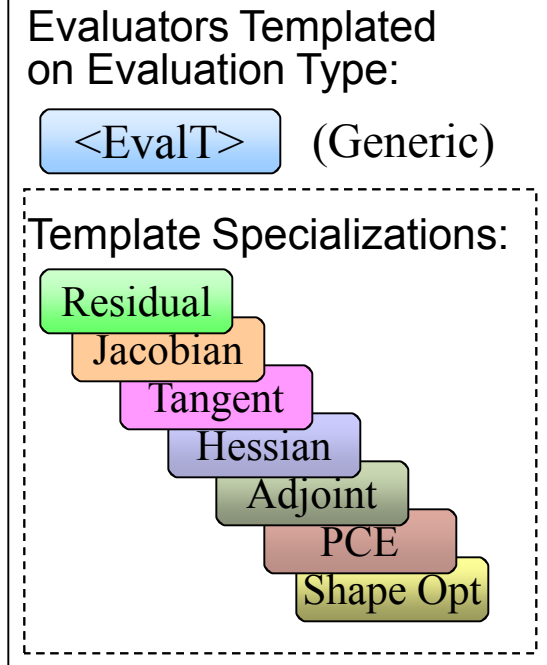 Evaluators Templated
on Evaluation Type:
<EvalT> (Generic)
Template Specializations:
Residual
Jacobian
Tangent
Hessian
Adjoint
PCE
Shape Opt